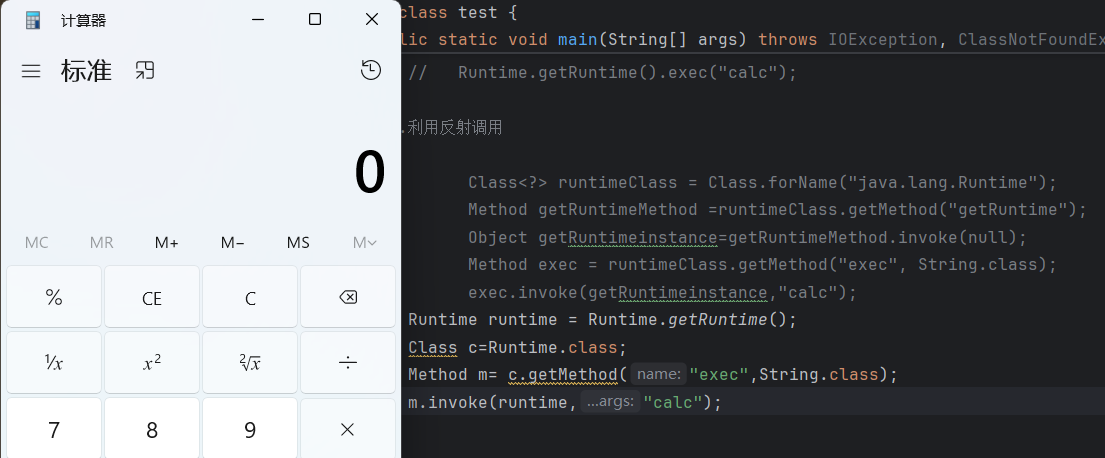 计算器
标准
0
MC MR M+ M− MS M
% CE C
⅟x x² ²√x ÷
7 8 9 ×
class test {
lic static void main(String[] args) throws IOException, ClassNotFoundEx
// Runtime.getRuntime().exec("calc");
.利用反射调用
Class<?> runtimeClass = Class.forName("java.lang.Runtime");
Method getRuntimeMethod =runtimeClass.getMethod("getRuntime");
Object getRuntimeinstance=getRuntimeMethod.invoke(null);
Method exec = runtimeClass.getMethod("exec", String.class);
exec.invoke(getRuntimeinstance,"calc");
Runtime runtime = Runtime.getRuntime();
Class c=Runtime.class;
Method m= c.getMethod( name: "exec",String.class);
m.invoke(runtime, ...args: "calc");